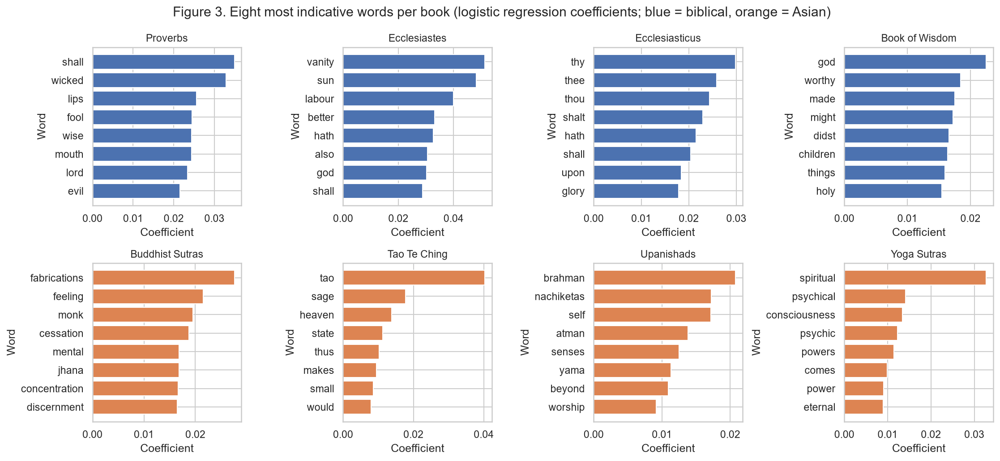 Figure 3. Eight most indicative words per book (logistic regression coefficients; blue = biblical, orange = Asian)
Proverbs
Word
shall
wicked
lips
fool
wise
mouth
lord
evil
0.00 0.01 0.02 0.03
Coefficient
Ecclesiastes
Word
vanity
sun
labour
better
hath
also
god
shall
0.00 0.02 0.04
Coefficient
Ecclesiasticus
Word
thy
thee
thou
shalt
hath
shall
upon
glory
0.00 0.01 0.02 0.03
Coefficient
Book of Wisdom
Word
god
worthy
made
might
didst
children
things
holy
0.00 0.01 0.02
Coefficient
Buddhist Sutras
Word
fabrications
feeling
monk
cessation
mental
jhana
concentration
discernment
0.00 0.01 0.02
Coefficient
Tao Te Ching
Word
tao
sage
heaven
state
thus
makes
small
would
0.00 0.02 0.04
Coefficient
Upanishads
Word
brahman
nachiketas
self
atman
senses
yama
beyond
worship
0.00 0.01 0.02
Coefficient
Yoga Sutras
Word
spiritual
psychical
consciousness
psychic
powers
comes
power
eternal
0.00 0.01 0.02 0.03
Coefficient